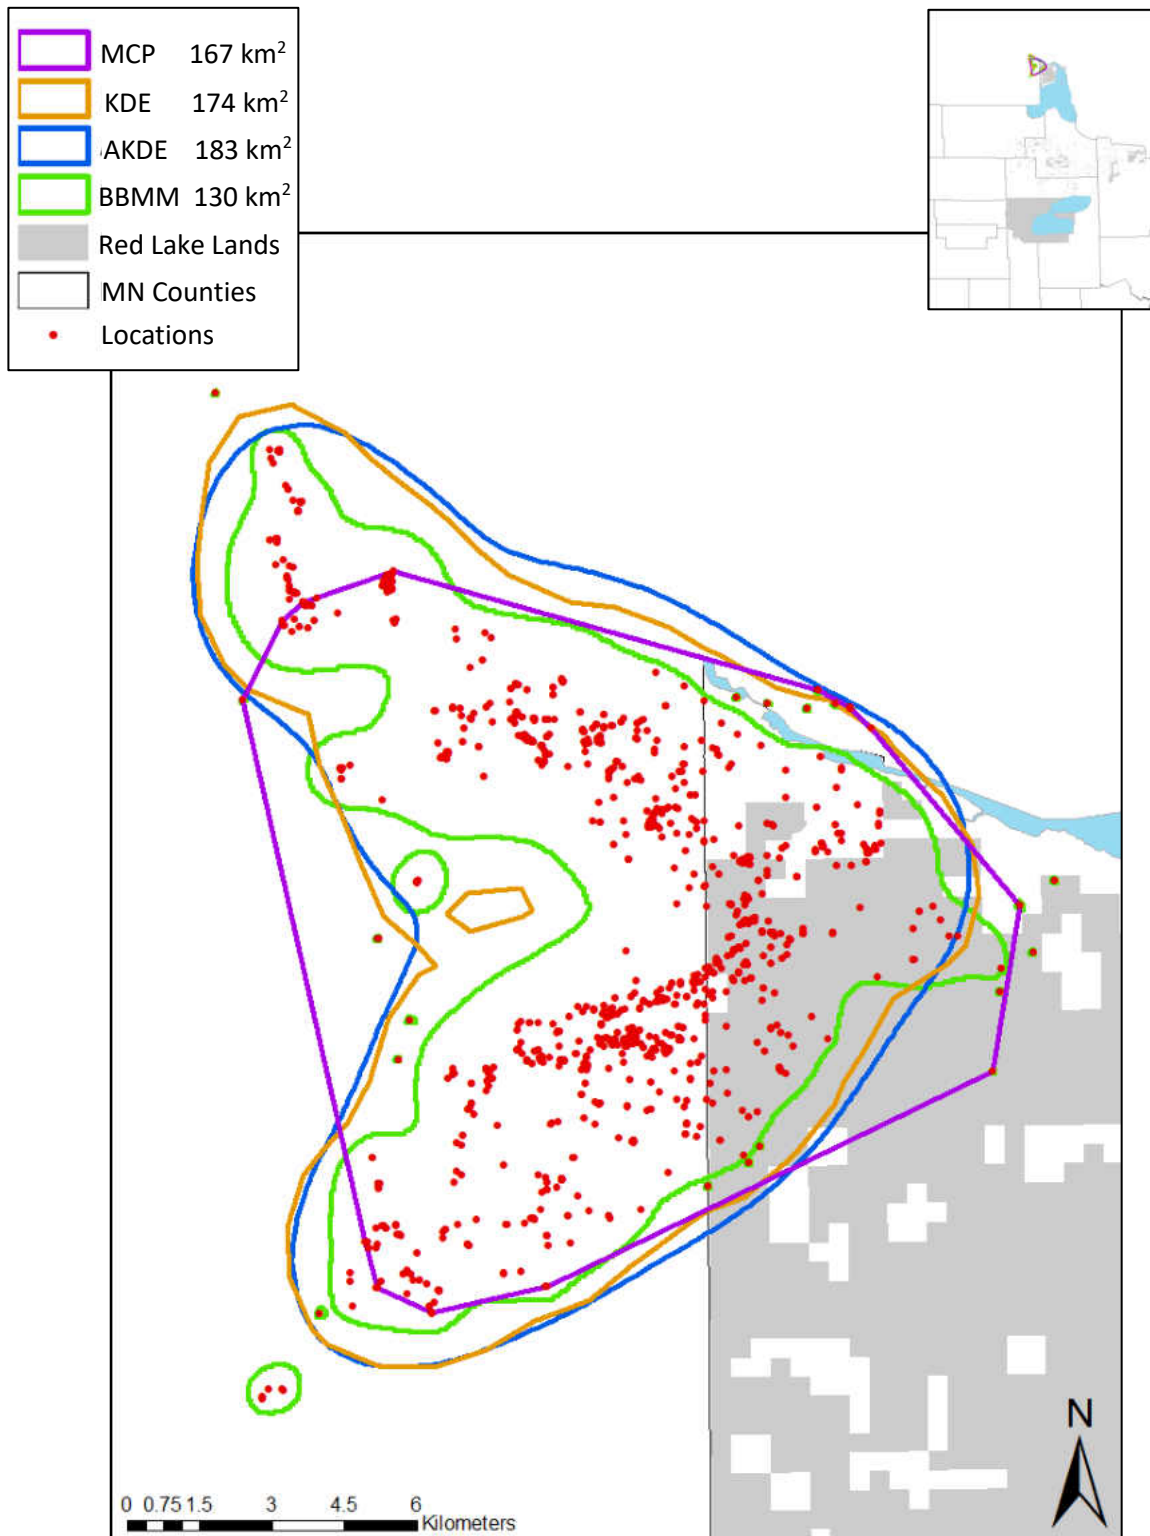 MCP 167 km²
KDE 174 km²
AKDE 183 km²
BBMM 130 km²
Red Lake Lands
MN Counties
Locations
N
0 0.75 1.5 3 4.5 6
Kilometers